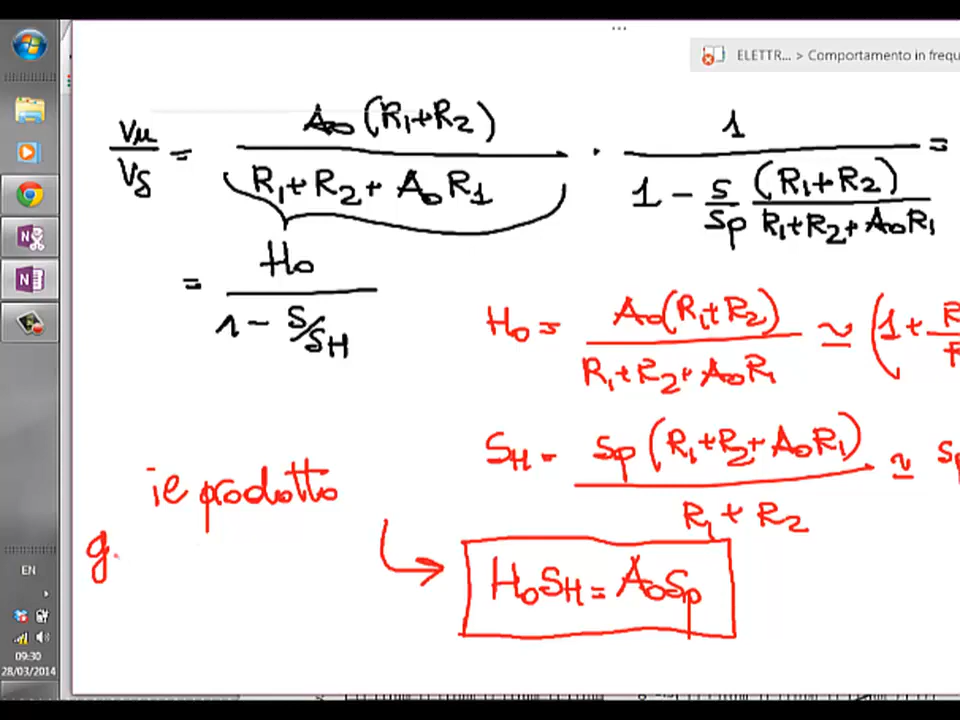 ELETTR... > Comportamento in frequ
Vu/Vs = A₀(R₁+R₂)/(R₁+R₂+A₀R₁) · 1/(1 - s/sp (R₁+R₂)/(R₁+R₂+A₀R₁)) =
= H₀/(1 - s/sH)
H₀ = A₀(R₁+R₂)/(R₁+R₂+A₀R₁) ≃ (1 + R
sH = sp(R₁+R₂+A₀R₁)/(R₁+R₂) ≃ sp
ie prodotto
g.
H₀sH = A₀sp
EN
09:30
28/03/2014